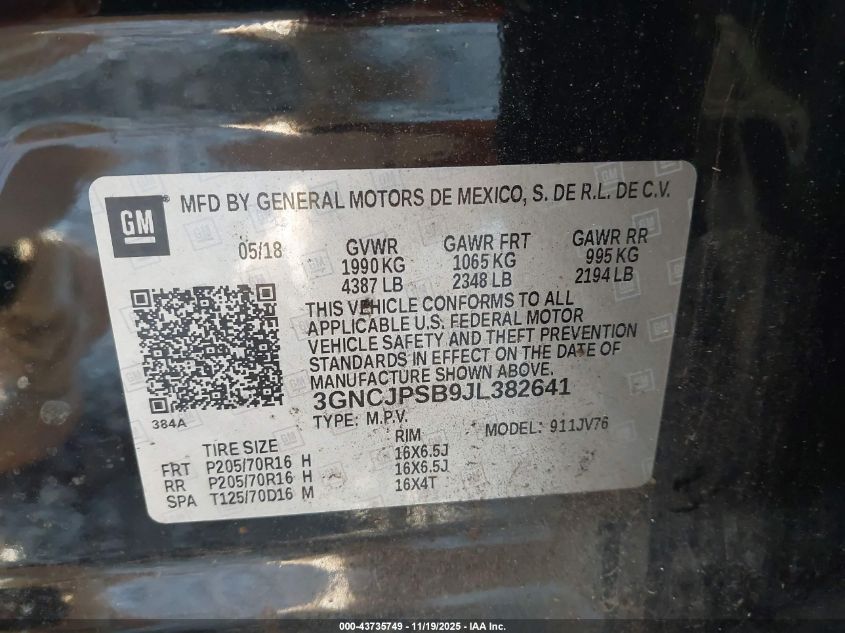 GM ® MFD BY GENERAL MOTORS DE MEXICO, S. DE R.L. DE C.V.
05/18 GVWR GAWR FRT GAWR RR
1990 KG 1065 KG 995 KG
4387 LB 2348 LB 2194 LB
THIS VEHICLE CONFORMS TO ALL
APPLICABLE U.S. FEDERAL MOTOR
VEHICLE SAFETY AND THEFT PREVENTION
STANDARDS IN EFFECT ON THE DATE OF
MANUFACTURE SHOWN ABOVE.
384A 3GNCJPSB9JL382641
TYPE: M.P.V. MODEL: 911JV76
TIRE SIZE RIM
FRT P205/70R16 H 16X6.5J
RR P205/70R16 H 16X6.5J
SPA T125/70D16 M 16X4T
000-43735749 - 11/19/2025 - IAA Inc.